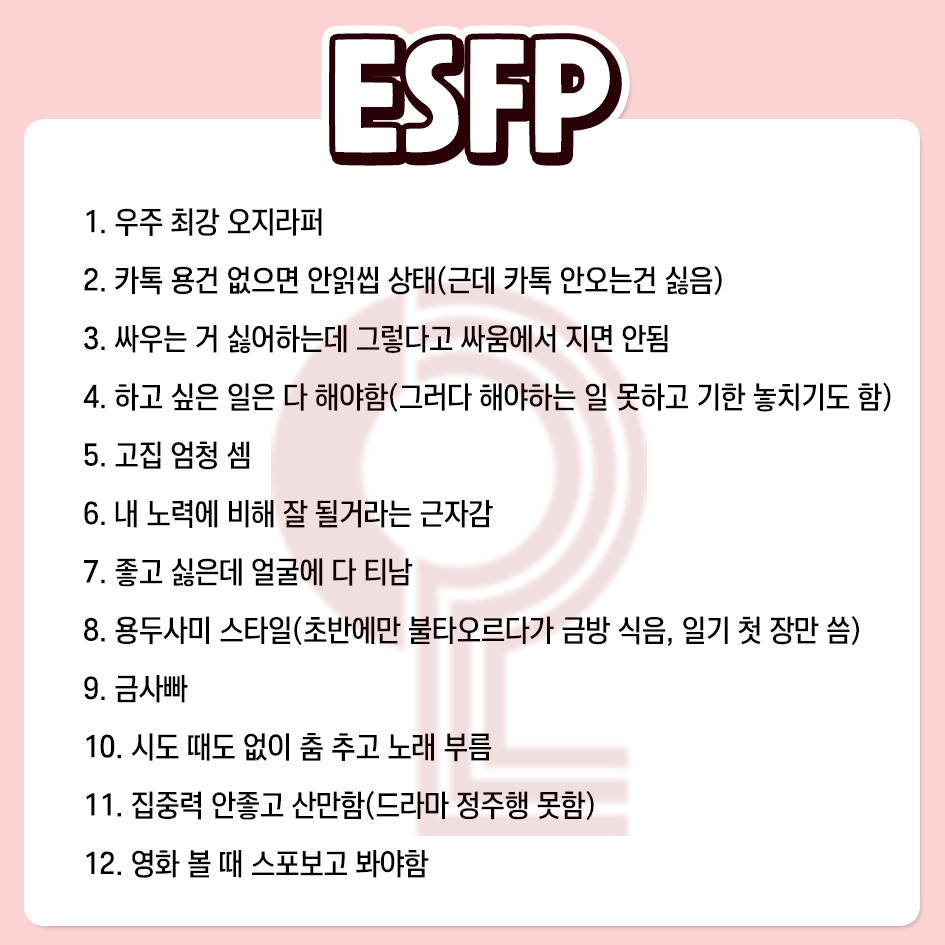 ESFP
1. 우주 최강 오지라퍼
2. 카톡 용건 없으면 안읽씹 상태(근데 카톡 안오는건 싫음)
3. 싸우는 거 싫어하는데 그렇다고 싸움에서 지면 안됨
4. 하고 싶은 일은 다 해야함(그러다 해야하는 일 못하고 기한 놓치기도 함)
5. 고집 엄청 셈
6. 내 노력에 비해 잘 될거라는 근자감
7. 좋고 싫은데 얼굴에 다 티남
8. 용두사미 스타일(초반에만 불타오르다가 금방 식음, 일기 첫 장만 씀)
9. 금사빠
10. 시도 때도 없이 춤 추고 노래 부름
11. 집중력 안좋고 산만함(드라마 정주행 못함)
12. 영화 볼 때 스포보고 봐야함